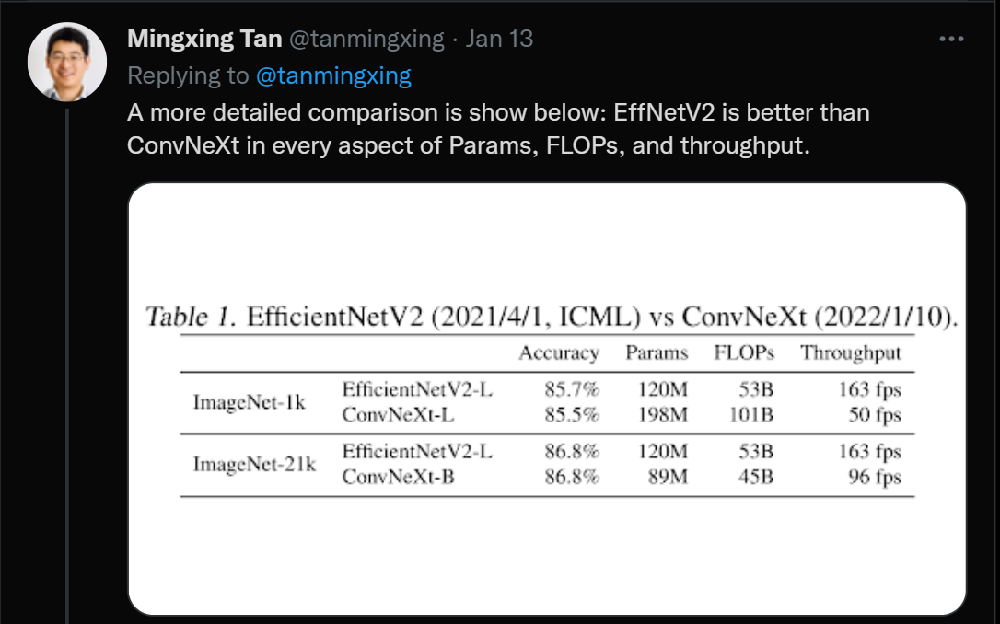 Mingxing Tan @tanmingxing · Jan 13
Replying to @tanmingxing
A more detailed comparison is show below: EffNetV2 is better than
ConvNeXt in every aspect of Params, FLOPs, and throughput.
Table 1. EfficientNetV2 (2021/4/1, ICML) vs ConvNeXt (2022/1/10).
Accuracy Params FLOPs Throughput
ImageNet-1k
EfficientNetV2-L 85.7% 120M 53B 163 fps
ConvNeXt-L 85.5% 198M 101B 50 fps
ImageNet-21k
EfficientNetV2-L 86.8% 120M 53B 163 fps
ConvNeXt-B 86.8% 89M 45B 96 fps